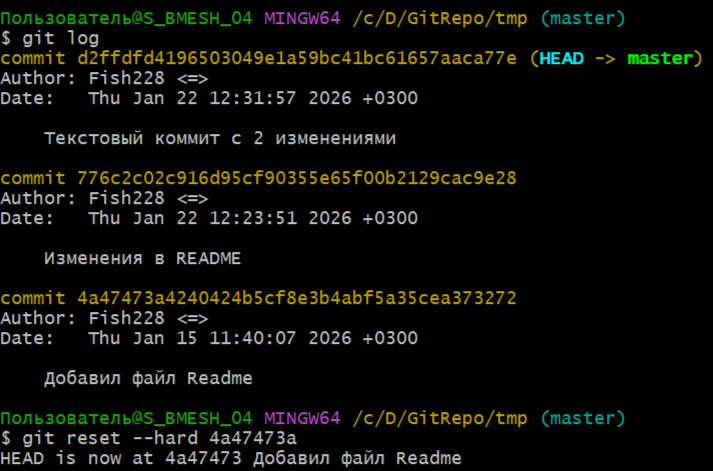 Пользователь@S_BMESH_04 MINGW64 /c/D/GitRepo/tmp (master)
$ git log
commit d2ffdfd4196503049e1a59bc41bc61657aaca77e (HEAD -> master)
Author: Fish228 <=>
Date:   Thu Jan 22 12:31:57 2026 +0300
Текстовый коммит с 2 изменениями
commit 776c2c02c916d95cf90355e65f00b2129cac9e28
Author: Fish228 <=>
Date:   Thu Jan 22 12:23:51 2026 +0300
Изменения в README
commit 4a47473a4240424b5cf8e3b4abf5a35cea373272
Author: Fish228 <=>
Date:   Thu Jan 15 11:40:07 2026 +0300
Добавил файл Readme
Пользователь@S_BMESH_04 MINGW64 /c/D/GitRepo/tmp (master)
$ git reset --hard 4a47473a
HEAD is now at 4a47473 Добавил файл Readme